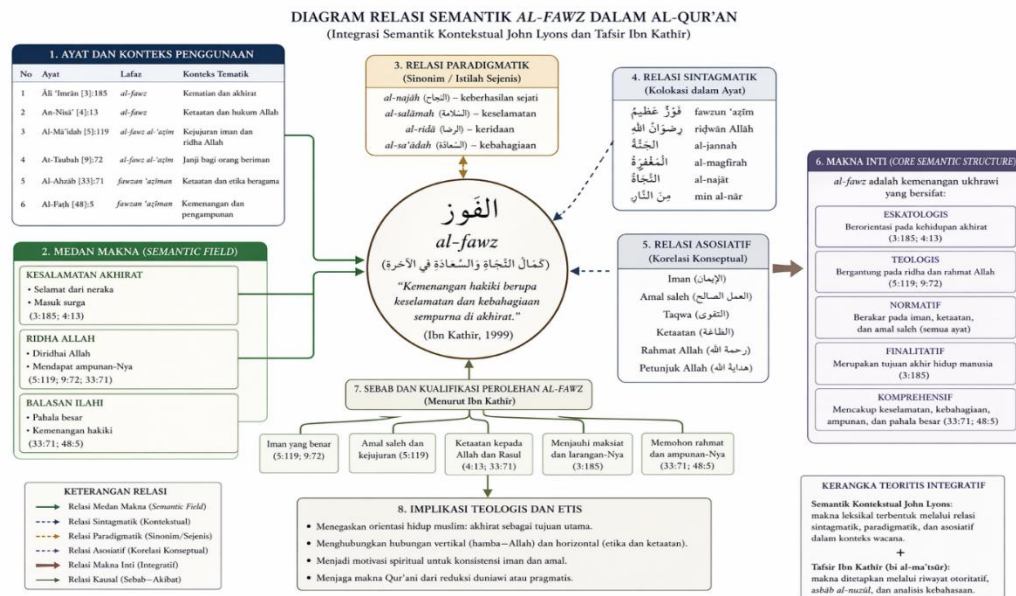 DIAGRAM RELASI SEMANTIK AL-FAWZ DALAM AL-QUR'AN
(Integrasi Semantik Kontekstual John Lyons dan Tafsir Ibn Kathīr)
1. AYAT DAN KONTEKS PENGGUNAAN
No Ayat Lafaz Konteks Tematik
1 Āli ʻImrān [3]:185 al-fawz Kematian dan akhirat
2 An-Nisā' [4]:13 al-fawz Ketaatan dan hukum Allah
3 Al-Mā'idah [5]:119 al-fawz al-ʻaẓīm Kejujuran iman dan
ridha Allah
4 At-Taubah [9]:72 al-fawz al-ʻaẓīm Janji bagi orang beriman
5 Al-Ahzāb [33]:71 fawzan ʻaẓīman Ketaatan dan etika beragama
6 Al-Fatḥ [48]:5 fawzan ʻaẓīman Kemenangan dan
pengampunan
2. MEDAN MAKNA (SEMANTIC FIELD)
KESALAMATAN AKHIRAT
• Selamat dari neraka
• Masuk surga
(3:185; 4:13)
RIDHA ALLAH
• Diridhai Allah
• Mendapat ampunan-Nya
(5:119; 9:72; 33:71)
BALASAN ILAHI
• Pahala besar
• Kemenangan hakiki
(33:71; 48:5)
KETERANGAN RELASI
Relasi Medan Makna (Semantic Field)
Relasi Sintagmatik (Kontekstual)
Relasi Paradigmatik (Sinonim/Sejenis)
Relasi Asosiatif (Korelasi Konseptual)
Relasi Makna Inti (Integratif)
Relasi Kausal (Sebab–Akibat)
3. RELASI PARADIGMATIK
(Sinonim / Istilah Sejenis)
al-najāh (النجاح) – keberhasilan sejati
al-salāmah (السلامة) – keselamatan
al-riḍā (الرضا) – keridaan
al-saʻādah (السعادة) – kebahagiaan
الفَوز
al-fawz
(كَمَالُ النَّجَاةِ وَالسَّعَادَةِ في الآخرة)
"Kemenangan hakiki berupa
keselamatan dan kebahagiaan
sempurna di akhirat."
(Ibn Kathir, 1999)
4. RELASI SINTAGMATIK
(Kolokasi dalam Ayat)
فَوْزٌ عَظِيمٌ fawzun ʻaẓīm
رِضْوَانُ اللهِ riḍwān Allāh
الجَنَّةُ al-jannah
الْمَغْفِرَةِ al-magfirah
النَّجَاةُ al-najāt
مِنَ النَّارِ min al-nār
5. RELASI ASOSIATIF
(Korelasi Konseptual)
Iman (الإيمان)
Amal saleh (العمل الصالح)
Taqwa (التقوى)
Ketaatan (الطاعة)
Rahmat Allah (رحمة الله)
Petunjuk Allah (هداية الله)
6. MAKNA INTI (CORE SEMANTIC STRUCTURE)
al-fawz adalah kemenangan ukhrawi
yang bersifat:
ESKATOLOGIS
Berorientasi pada kehidupan akhirat
(3:185; 4:13)
TEOLOGIS
Bergantung pada ridha dan rahmat Allah
(5:119; 9:72)
NORMATIF
Berakar pada iman, ketaatan,
dan amal saleh (semua ayat)
FINALITATIF
Merupakan tujuan akhir hidup manusia
(3:185)
KOMPREHENSIF
Mencakup keselamatan, kebahagiaan,
ampunan, dan pahala besar (33:71; 48:5)
7. SEBAB DAN KUALIFIKASI PEROLEHAN AL-FAWZ
(Menurut Ibn Kathīr)
Iman yang benar
(5:119; 9:72)
Amal saleh dan
kejujuran (5:119)
Ketaatan kepada
Allah dan Rasul
(4:13; 33:71)
Menjauhi maksiat
dan larangan-Nya
(3:185)
Memohon rahmat
dan ampunan-Nya
(33:71; 48:5)
8. IMPLIKASI TEOLOGIS DAN ETIS
• Menegaskan orientasi hidup muslim: akhirat sebagai tujuan utama.
• Menghubungkan hubungan vertikal (hamba–Allah) dan horizontal (etika dan ketaatan).
• Menjadi motivasi spiritual untuk konsistensi iman dan amal.
• Menjaga makna Qur'ani dari reduksi duniawi atau pragmatis.
KERANGKA TEORITIS INTEGRATIF
Semantik Kontekstual John Lyons:
makna leksikal terbentuk melalui relasi
sintagmatik, paradigmatik, dan asosiatif
dalam konteks wacana.
+
Tafsir Ibn Kathīr (bi al-ma'tsūr):
makna ditetapkan melalui riwayat otoritatif,
asbāb al-nuzūl, dan analisis kebahasaan.